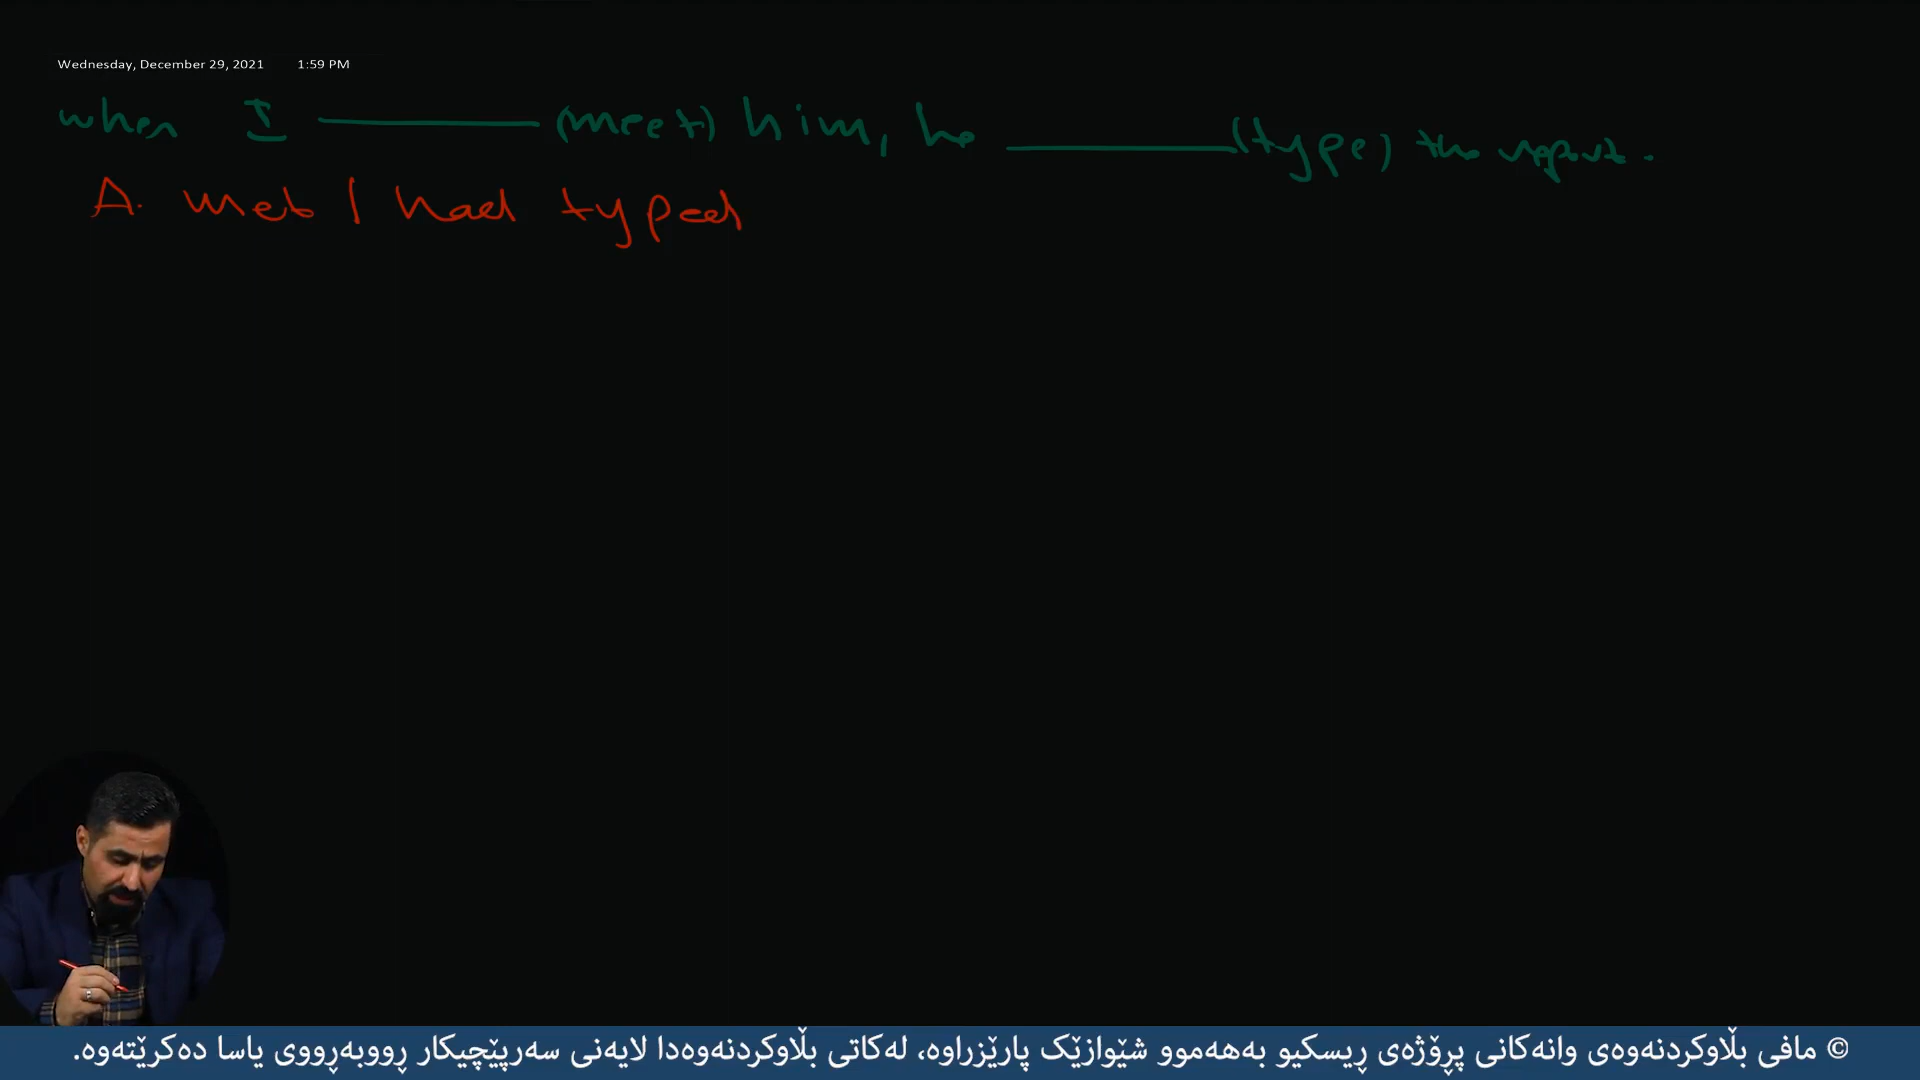 Wednesday, December 29, 2021 1:59 PM
when I ______ (meet) him, he ______ (type) the report.
A. met / had typed
© مافی بڵاوکردنەوەی وانەکانی پڕۆژەی ڕیسکیو بەهەموو شێوازێک پارێزراوە، لەکاتی بڵاوکردنەوەدا لایەنی سەرپێچیکار ڕووبەڕووی یاسا دەکرێتەوە.